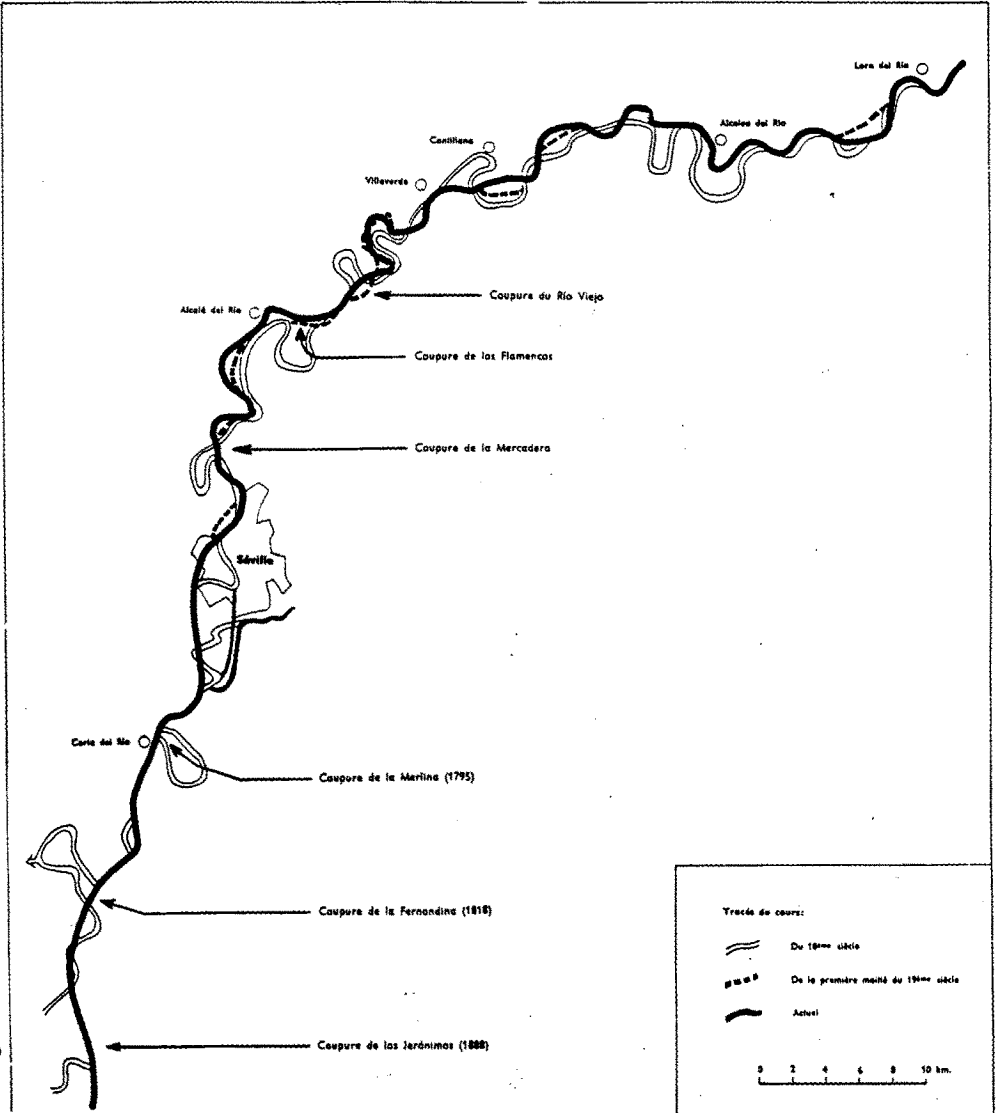 Lora del Río
Alcolea del Río
Cantillana
Villaverde
Coupure du Río Viejo
Alcalá del Río
Coupure de los Flamencos
Coupure de la Mercadera
Séville
Coria del Río
Coupure de la Merlina (1795)
Coupure de la Fernandina (1818)
Coupure de los Jerónimos (1888)
Tracés du cours:
Du 18ème siècle
De la première moitié du 19ème siècle
Actuel
0 2 4 6 8 10 km.